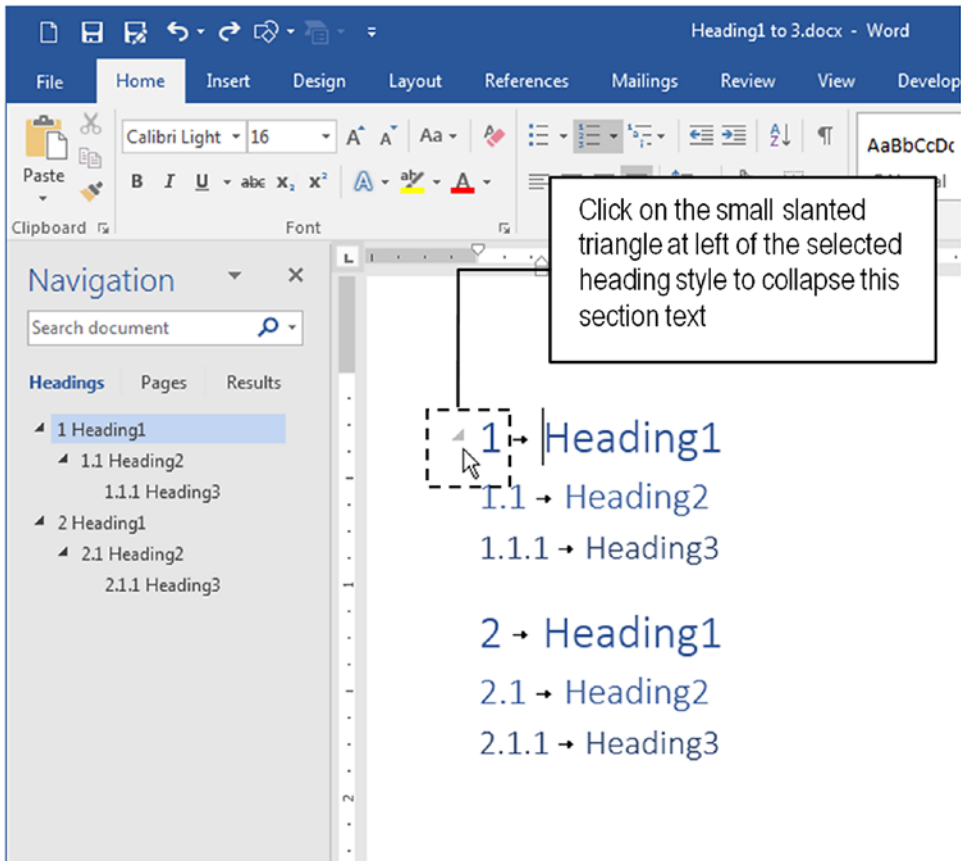 Heading1 to 3.docx - Word
File Home Insert Design Layout References Mailings Review View Develop
Calibri Light 16 A A Aa
AaBbCcDc
Paste
B I U abc X₂ X² A aby A
Clipboard Font
Click on the small slanted
triangle at left of the selected
heading style to collapse this
section text
Navigation
Search document
Headings Pages Results
1 Heading1
1.1 Heading2
1.1.1 Heading3
2 Heading1
2.1 Heading2
2.1.1 Heading3
L
1
2
1→ Heading1
1.1→ Heading2
1.1.1→ Heading3
2→ Heading1
2.1→ Heading2
2.1.1→ Heading3